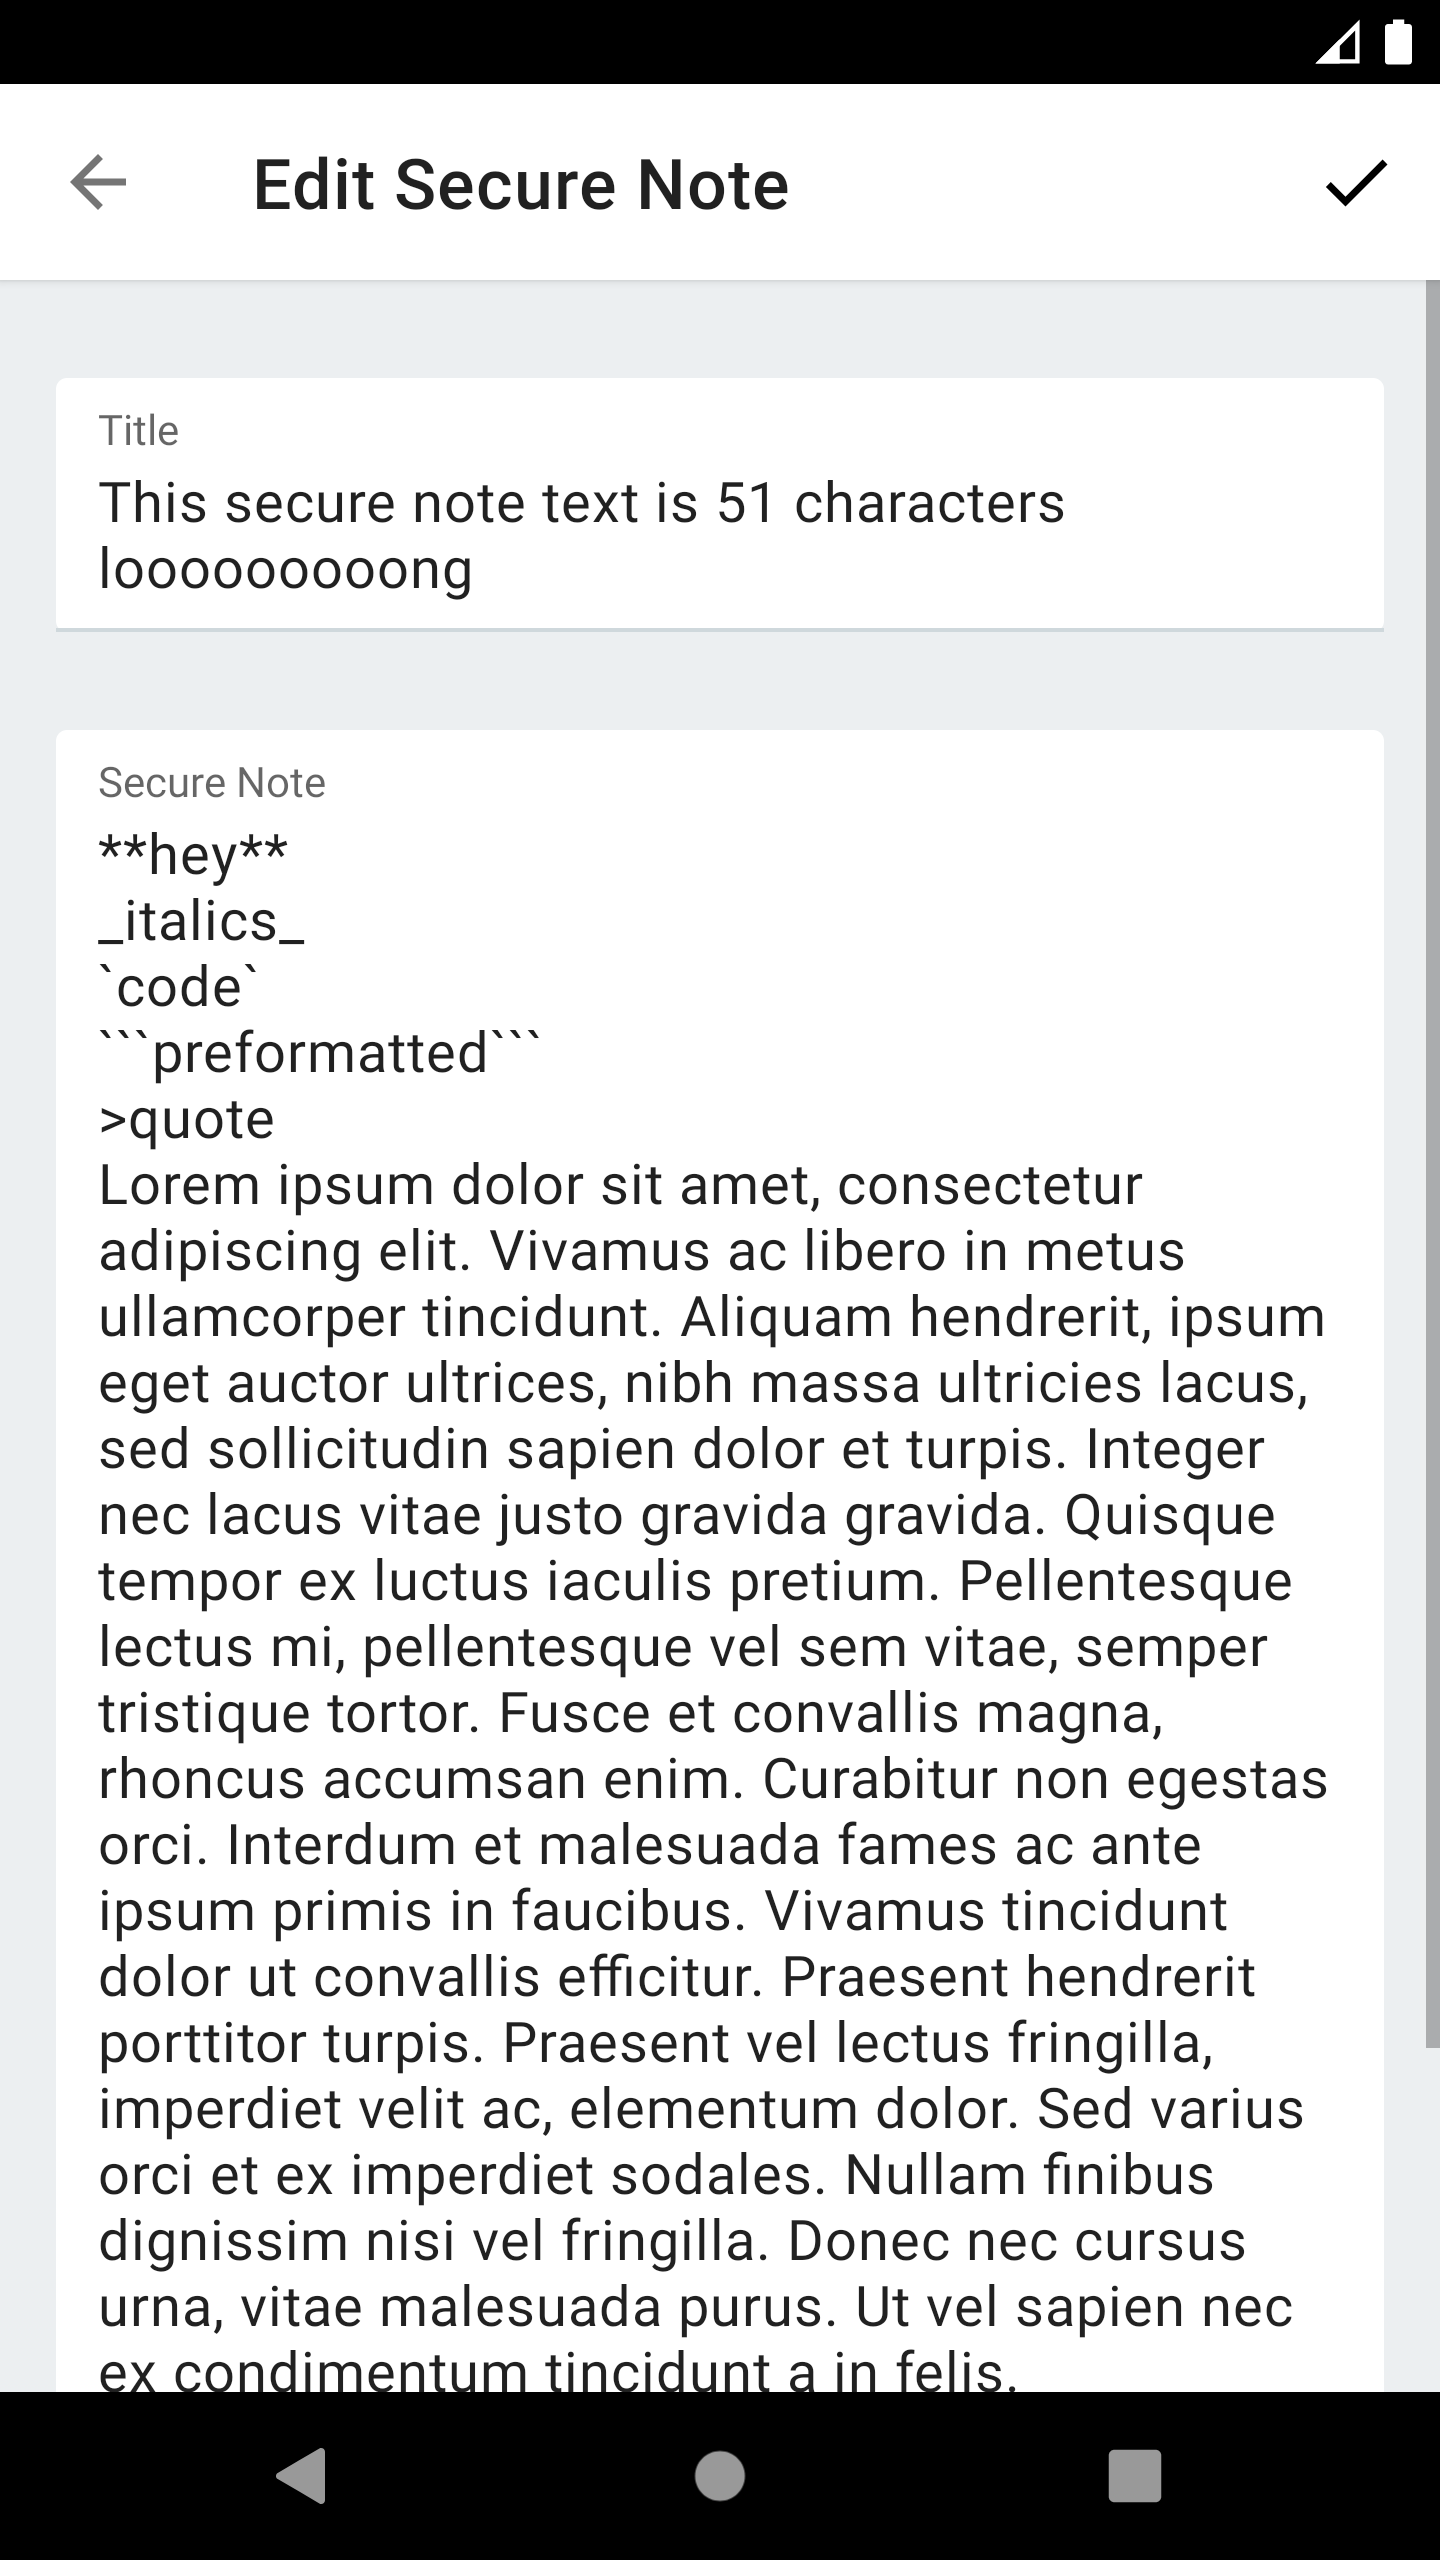 Edit Secure Note
Title
This secure note text is 51 characters
looooooooong
Secure Note
**hey**
_italics_
`code`
```preformatted```
>quote
Lorem ipsum dolor sit amet, consectetur
adipiscing elit. Vivamus ac libero in metus
ullamcorper tincidunt. Aliquam hendrerit, ipsum
eget auctor ultrices, nibh massa ultricies lacus,
sed sollicitudin sapien dolor et turpis. Integer
nec lacus vitae justo gravida gravida. Quisque
tempor ex luctus iaculis pretium. Pellentesque
lectus mi, pellentesque vel sem vitae, semper
tristique tortor. Fusce et convallis magna,
rhoncus accumsan enim. Curabitur non egestas
orci. Interdum et malesuada fames ac ante
ipsum primis in faucibus. Vivamus tincidunt
dolor ut convallis efficitur. Praesent hendrerit
porttitor turpis. Praesent vel lectus fringilla,
imperdiet velit ac, elementum dolor. Sed varius
orci et ex imperdiet sodales. Nullam finibus
dignissim nisi vel fringilla. Donec nec cursus
urna, vitae malesuada purus. Ut vel sapien nec
ex condimentum tincidunt a in felis.